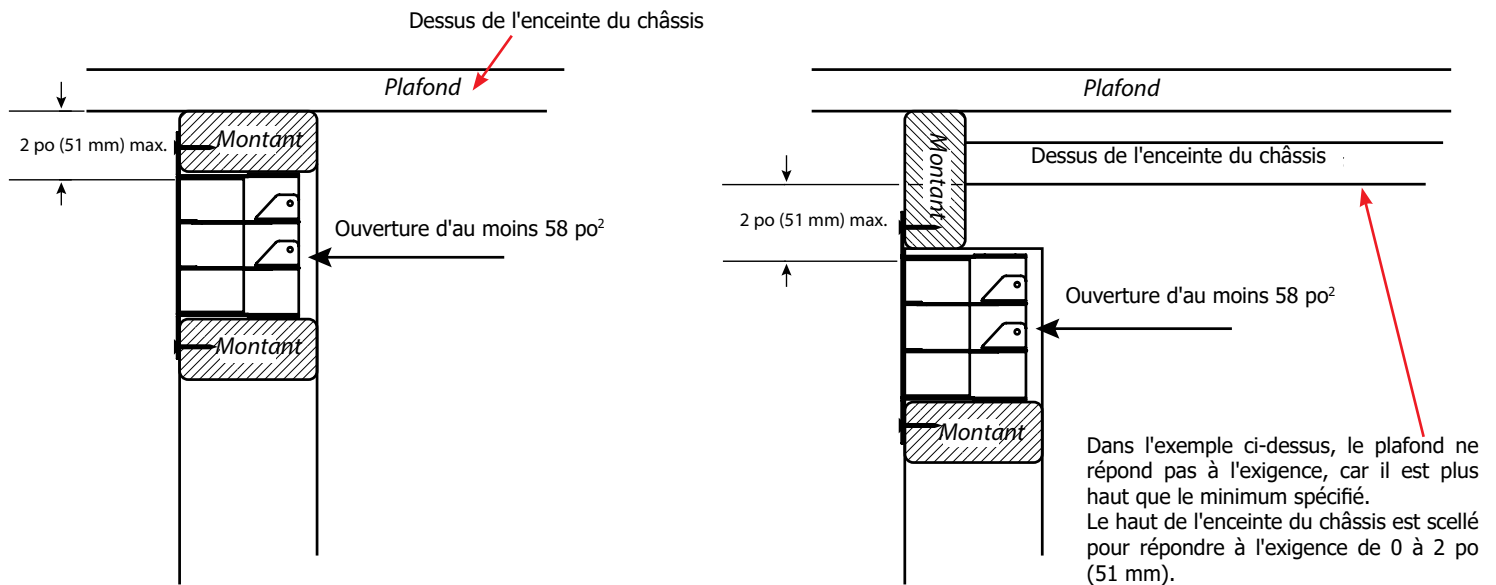 Dessus de l'enceinte du châssis
Plafond
2 po (51 mm) max.
Montant
Ouverture d'au moins 58 po²
Montant
Plafond
Montant
Dessus de l'enceinte du châssis
2 po (51 mm) max.
Ouverture d'au moins 58 po²
Montant
Dans l'exemple ci-dessus, le plafond ne
répond pas à l'exigence, car il est plus
haut que le minimum spécifié.
Le haut de l'enceinte du châssis est scellé
pour répondre à l'exigence de 0 à 2 po
(51 mm).